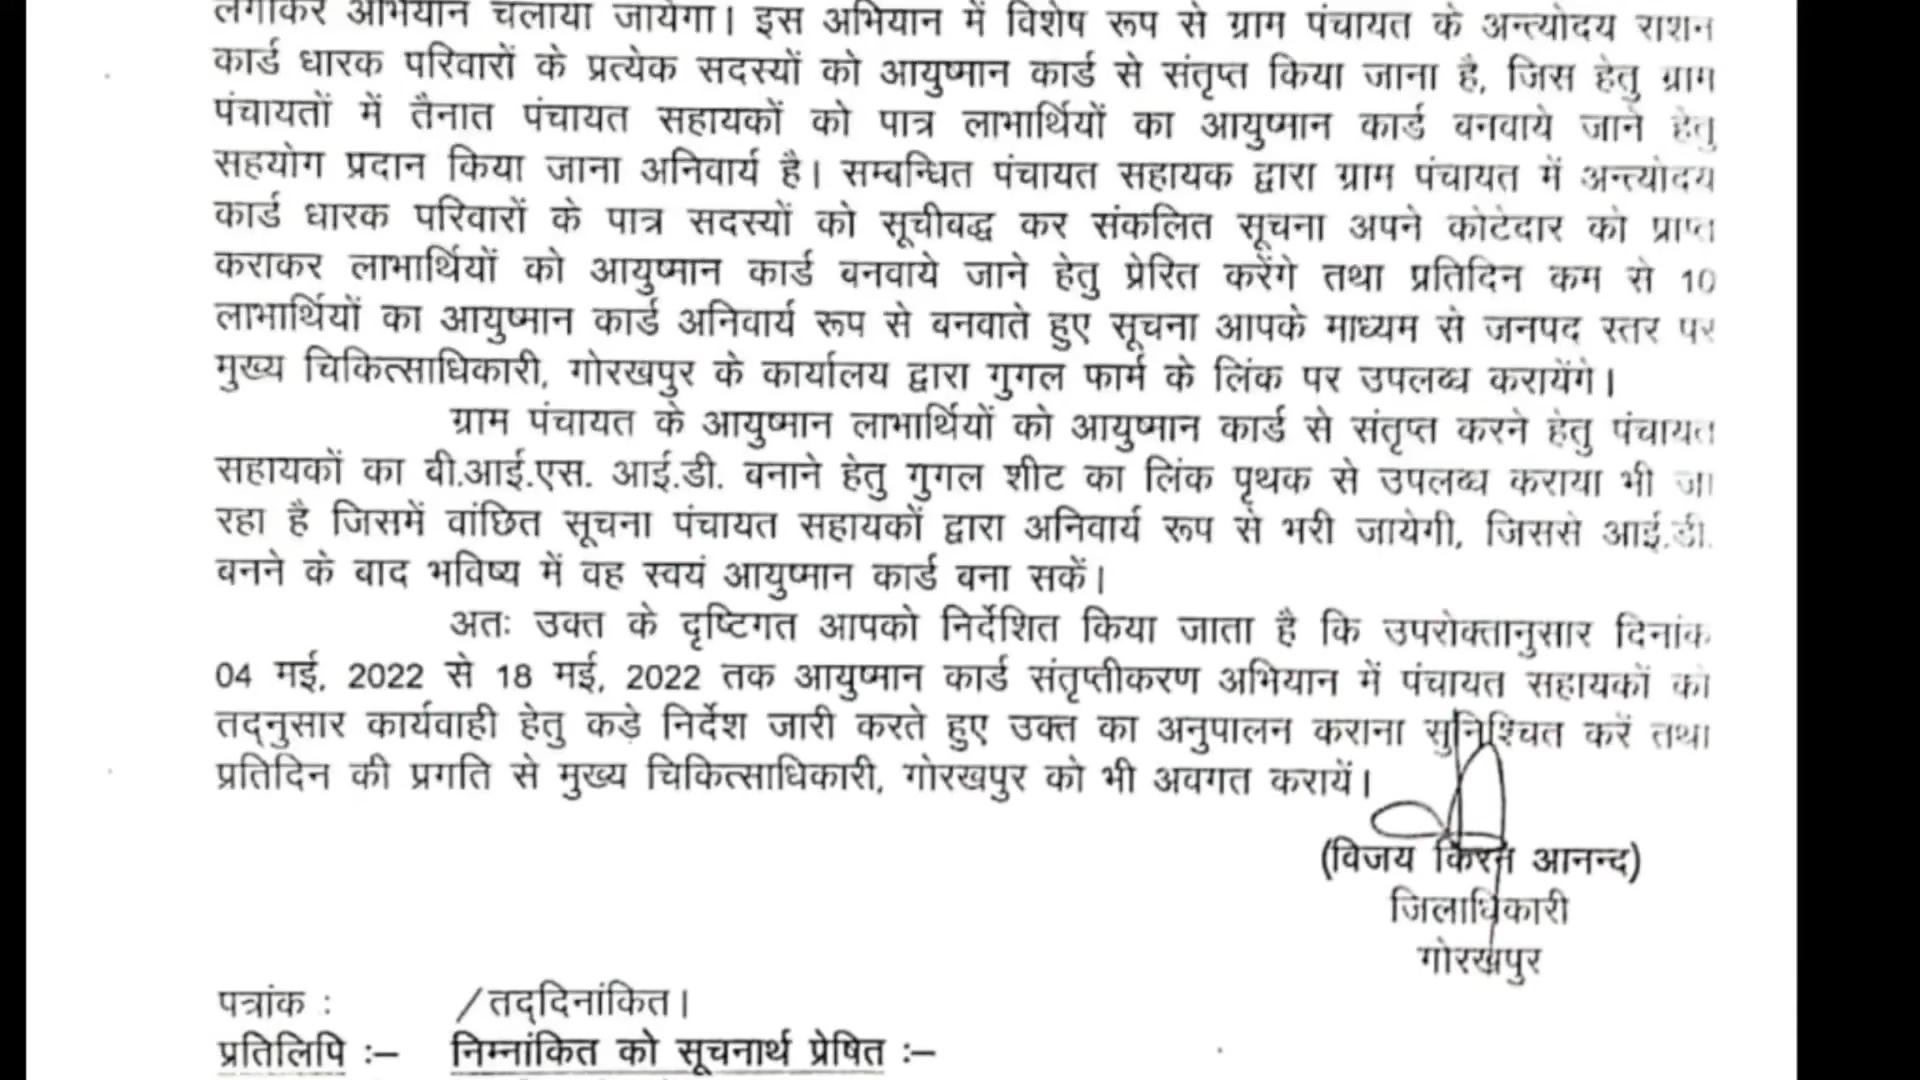 लगाकर अभियान चलाया जायेगा। इस अभियान में विशेष रूप से ग्राम पंचायत के अन्त्योदय राशन
कार्ड धारक परिवारों के प्रत्येक सदस्यों को आयुष्मान कार्ड से संतृप्त किया जाना है, जिस हेतु ग्राम
पंचायतों में तैनात पंचायत सहायकों को पात्र लाभार्थियों का आयुष्मान कार्ड बनवाये जाने हेतु
सहयोग प्रदान किया जाना अनिवार्य है। सम्बन्धित पंचायत सहायक द्वारा ग्राम पंचायत में अन्त्योदय
कार्ड धारक परिवारों के पात्र सदस्यों को सूचीवद्ध कर संकलित सूचना अपने कोटेदार को प्राप्त
कराकर लाभार्थियों को आयुष्मान कार्ड बनवाये जाने हेतु प्रेरित करेंगे तथा प्रतिदिन कम से 10
लाभार्थियों का आयुष्मान कार्ड अनिवार्य रूप से बनवाते हुए सूचना आपके माध्यम से जनपद स्तर पर
मुख्य चिकित्साधिकारी, गोरखपुर के कार्यालय द्वारा गुगल फार्म के लिंक पर उपलब्ध करायेंगे।
ग्राम पंचायत के आयुष्मान लाभार्थियों को आयुष्मान कार्ड से संतृप्त करने हेतु पंचायत
सहायकों का बी.आई.एस. आई.डी. बनाने हेतु गुगल शीट का लिंक पृथक से उपलब्ध कराया भी जा
रहा है जिसमें वांछित सूचना पंचायत सहायकों द्वारा अनिवार्य रूप से भरी जायेगी, जिससे आई.डी.
बनने के बाद भविष्य में वह स्वयं आयुष्मान कार्ड बना सकें।
अतः उक्त के दृष्टिगत आपको निर्देशित किया जाता है कि उपरोक्तानुसार दिनांक
04 मई, 2022 से 18 मई, 2022 तक आयुष्मान कार्ड संतृप्तीकरण अभियान में पंचायत सहायकों को
तद्नुसार कार्यवाही हेतु कड़े निर्देश जारी करते हुए उक्त का अनुपालन कराना सुनिश्चित करें तथा
प्रतिदिन की प्रगति से मुख्य चिकित्साधिकारी, गोरखपुर को भी अवगत करायें।
(विजय किरन आनन्द)
जिलाधिकारी
गोरखपुर
पत्रांक : /तद्दिनांकित।
प्रतिलिपि :– निम्नांकित को सूचनार्थ प्रेषित :–